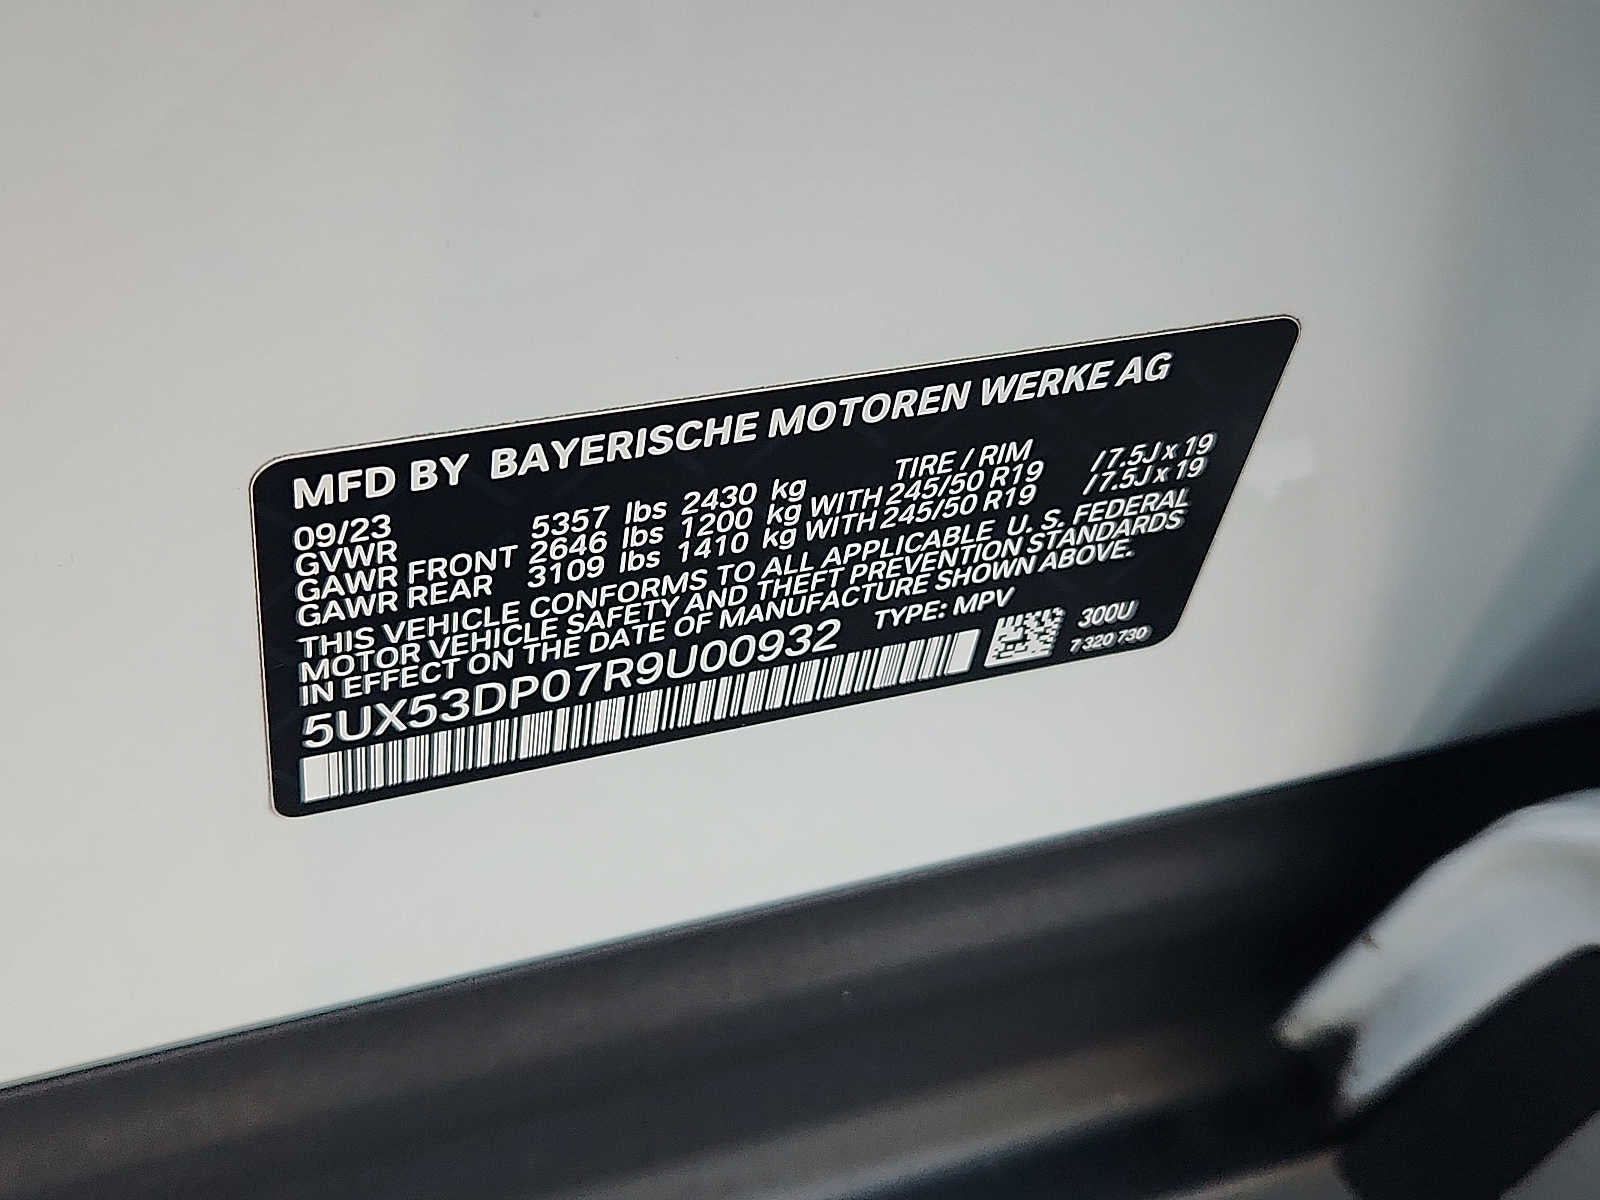 MFD BY BAYERISCHE MOTOREN WERKE AG
09/23 TIRE / RIM
GVWR 5357 lbs 2430 kg
GAWR FRONT 2646 lbs 1200 kg WITH 245/50 R19 / 7.5J x 19
GAWR REAR 3109 lbs 1410 kg WITH 245/50 R19 / 7.5J x 19
THIS VEHICLE CONFORMS TO ALL APPLICABLE U. S. FEDERAL
MOTOR VEHICLE SAFETY AND THEFT PREVENTION STANDARDS
IN EFFECT ON THE DATE OF MANUFACTURE SHOWN ABOVE.
5UX53DP07R9U00932 TYPE: MPV
300U
7 320 730